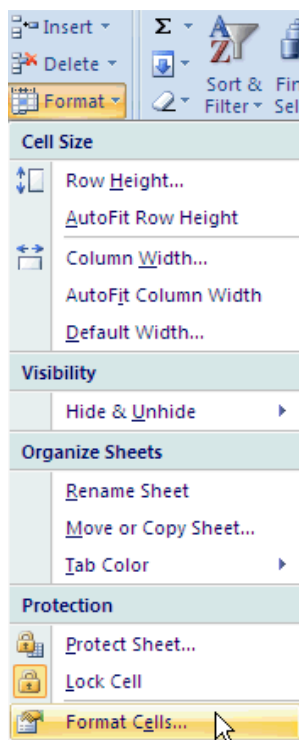 Insert
Σ
Delete
Format
Sort &
Filter
Cell Size
Row Height...
AutoFit Row Height
Column Width...
AutoFit Column Width
Default Width...
Visibility
Hide & Unhide
Organize Sheets
Rename Sheet
Move or Copy Sheet...
Tab Color
Protection
Protect Sheet...
Lock Cell
Format Cells...